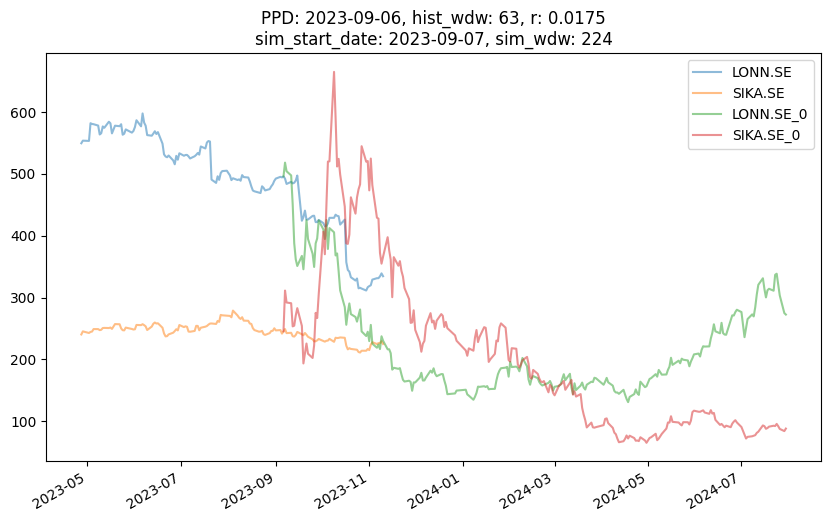 PPD: 2023-09-06, hist_wdw: 63, r: 0.0175
sim_start_date: 2023-09-07, sim_wdw: 224
LONN.SE
SIKA.SE
LONN.SE_0
SIKA.SE_0
600
500
400
300
200
100
2023-05
2023-07
2023-09
2023-11
2024-01
2024-03
2024-05
2024-07